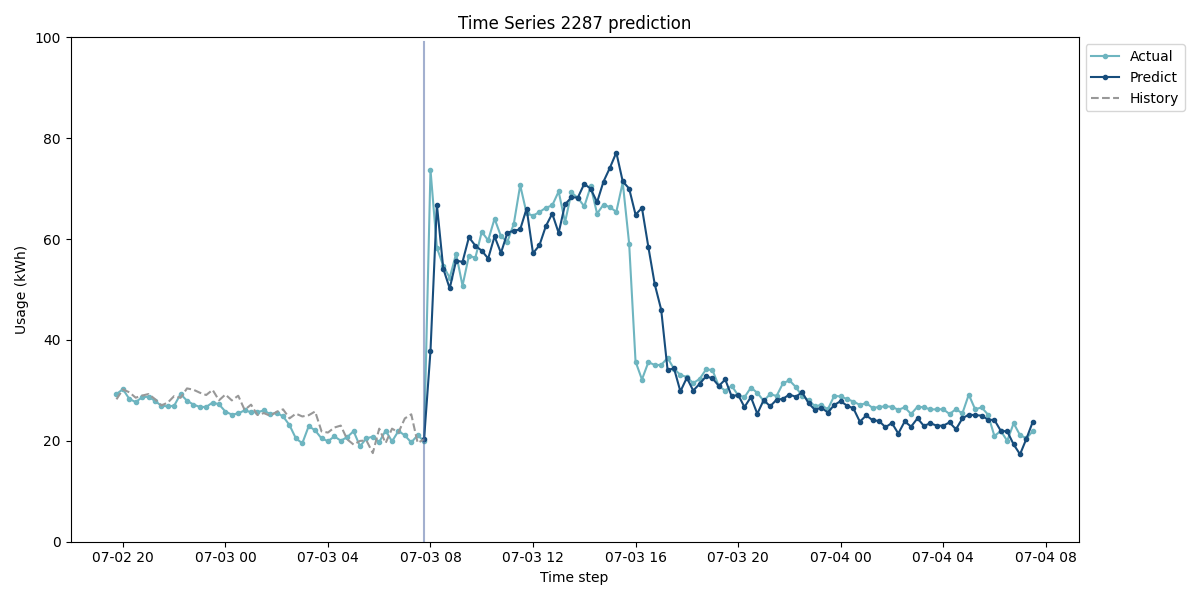 Time Series 2287 prediction
100
80
60
40
20
0
Usage (kWh)
07-02 20
07-03 00
07-03 04
07-03 08
07-03 12
07-03 16
07-03 20
07-04 00
07-04 04
07-04 08
Time step
Actual
Predict
History